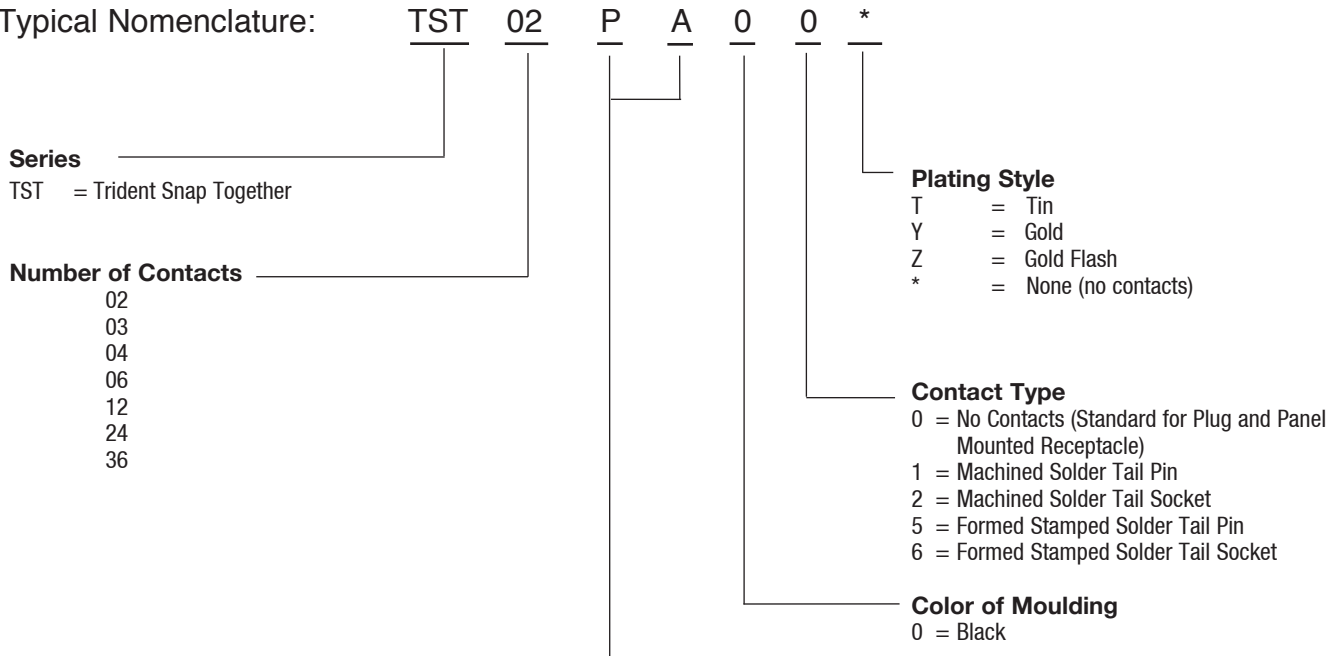 Typical Nomenclature: TST 02 P A 0 0 *
Series
TST = Trident Snap Together
Number of Contacts
02
03
04
06
12
24
36
Plating Style
T = Tin
Y = Gold
Z = Gold Flash
* = None (no contacts)
Contact Type
0 = No Contacts (Standard for Plug and Panel
Mounted Receptacle)
1 = Machined Solder Tail Pin
2 = Machined Solder Tail Socket
5 = Formed Stamped Solder Tail Pin
6 = Formed Stamped Solder Tail Socket
Color of Moulding
0 = Black